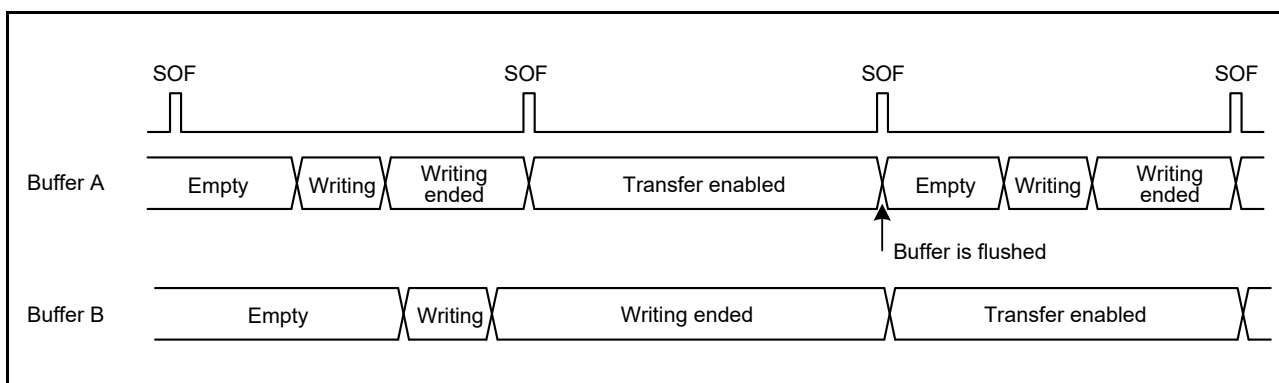 SOF SOF SOF SOF
Buffer A Empty Writing Writing ended Transfer enabled Empty Writing Writing ended
Buffer is flushed
Buffer B Empty Writing Writing ended Transfer enabled